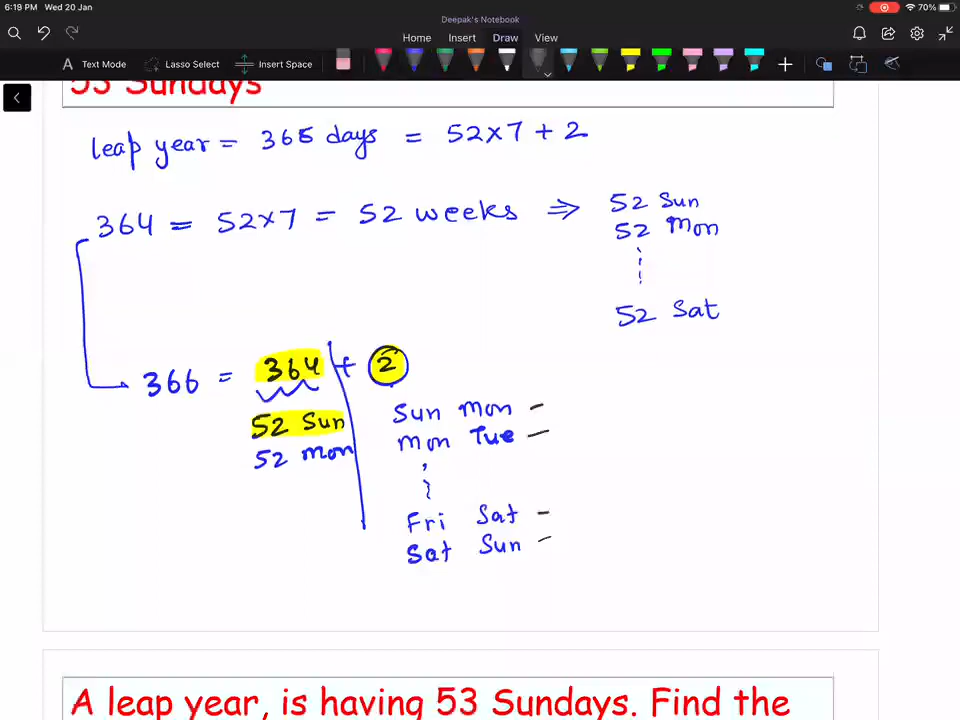 6:19 PM Wed 20 Jan
70%
Deepak's Notebook
Home Insert Draw View
Text Mode Lasso Select Insert Space
53 Sundays
leap year = 366 days = 52x7 + 2
364 = 52x7 = 52 weeks ⇒ 52 Sun
52 Mon
52 Sat
366 = 364 + 2
52 Sun
52 mon
Sun Mon -
Mon Tue -
Fri Sat -
Sat Sun -
A leap year, is having 53 Sundays. Find the